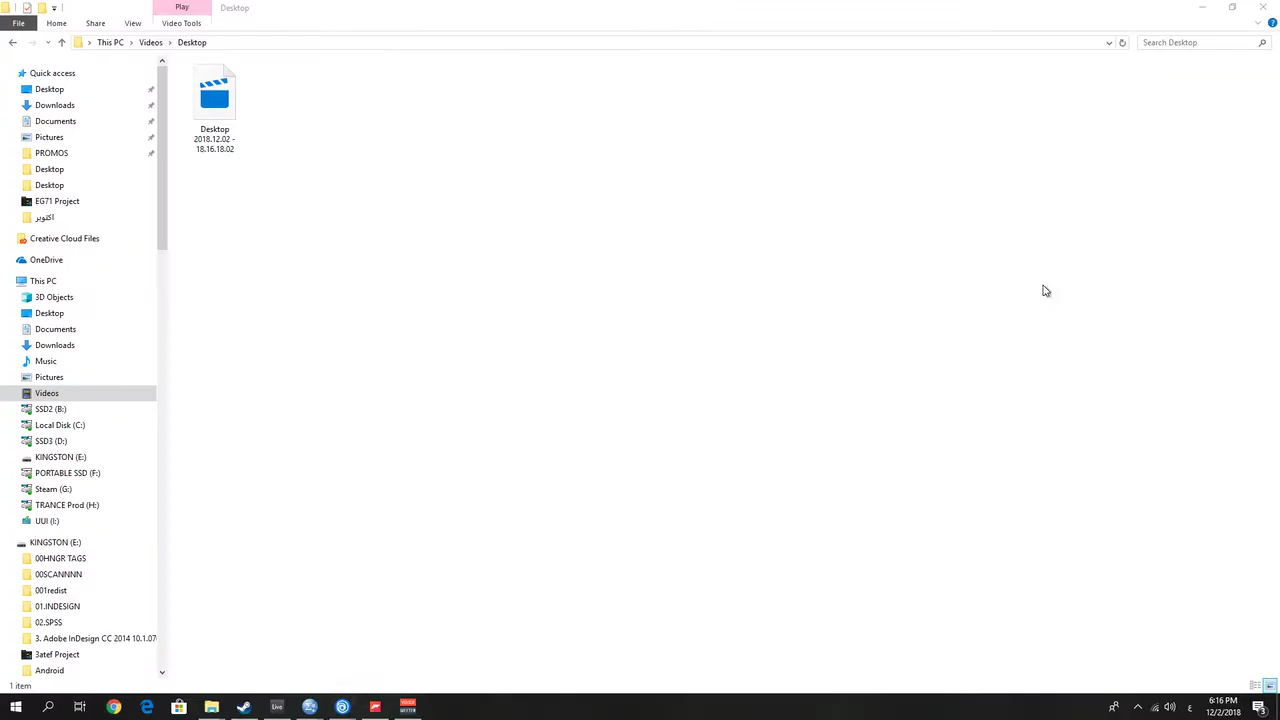 Play
Desktop
File
Home
Share
View
Video Tools
This PC
Videos
Desktop
Search Desktop
Quick access
Desktop
Downloads
Documents
Pictures
PROMOS
Desktop
Desktop
EG71 Project
اكتوبر
Creative Cloud Files
OneDrive
This PC
3D Objects
Desktop
Documents
Downloads
Music
Pictures
Videos
SSD2 (B:)
Local Disk (C:)
SSD3 (D:)
KINGSTON (E:)
PORTABLE SSD (F:)
Steam (G:)
TRANCE Prod (H:)
UUI (I:)
KINGSTON (E:)
00HNGR TAGS
00SCANNNN
001redist
01.INDESIGN
02.SPSS
3. Adobe InDesign CC 2014 10.1.07
3atef Project
Android
Desktop
2018.12.02 -
18.16.18.02
1 item
Live
ع
6:16 PM
12/2/2018
3